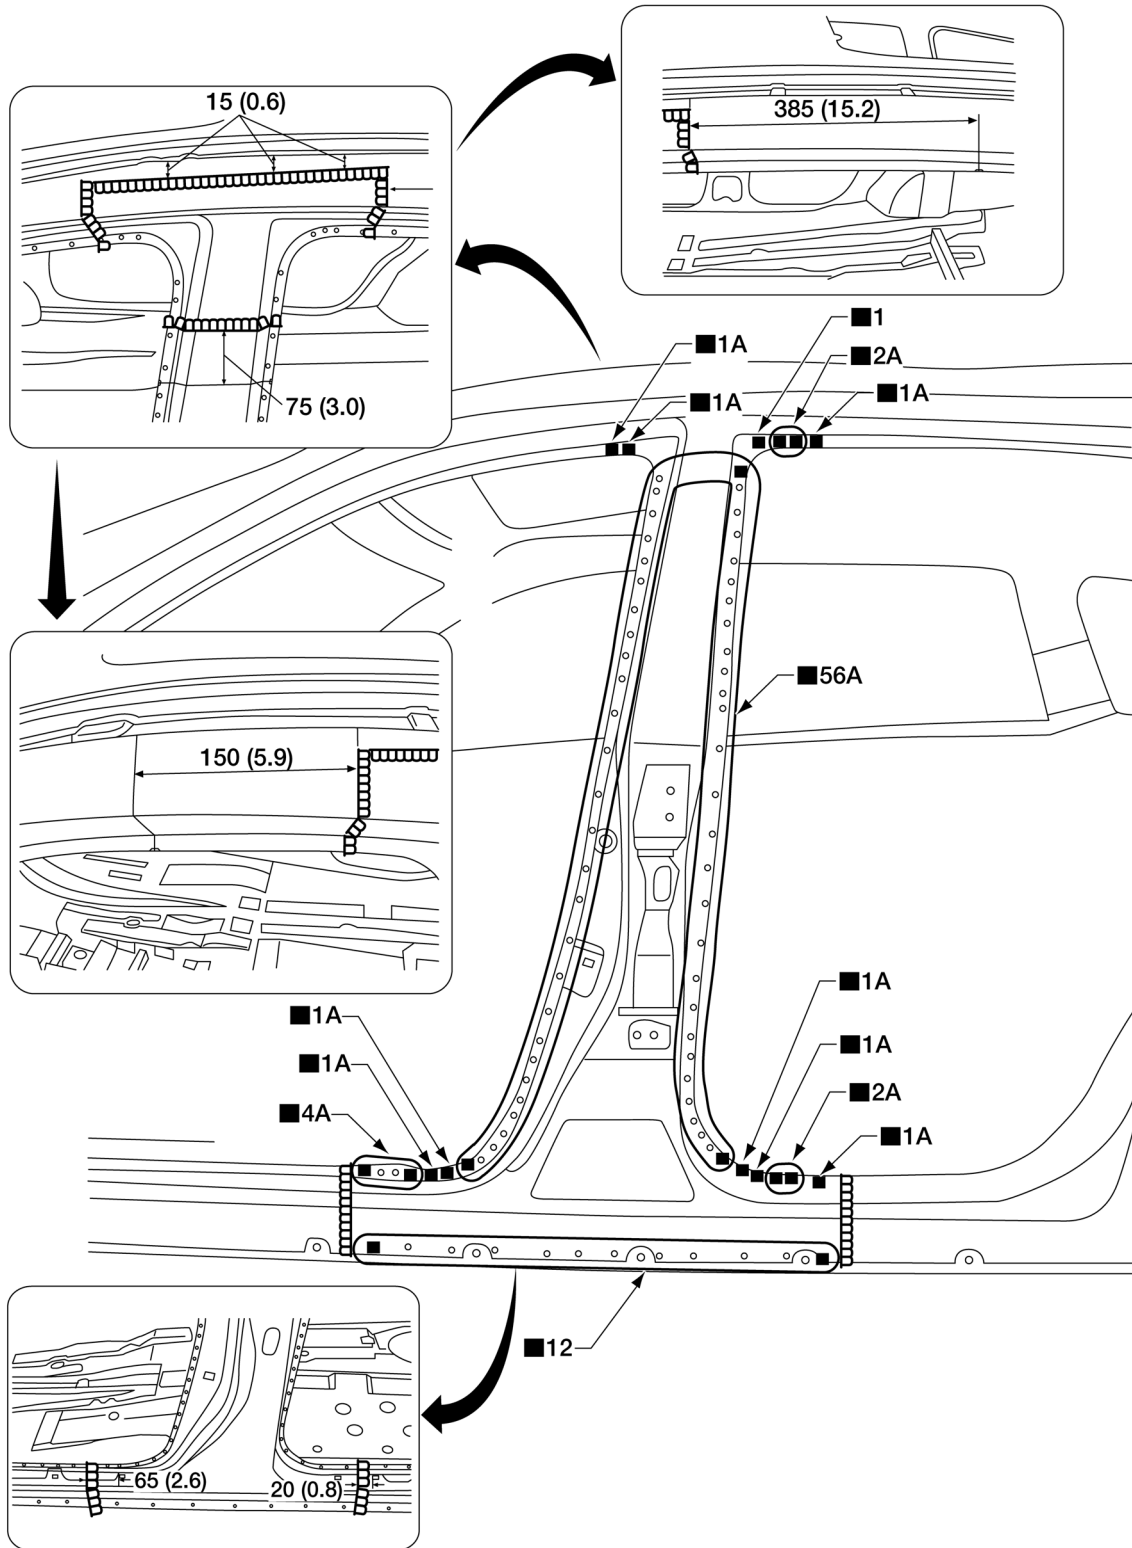 15 (0.6)
385 (15.2)
75 (3.0)
■1
■1A
■2A
■1A
■1A
■56A
150 (5.9)
■1A
■1A
■1A
■1A
■4A
■2A
■1A
■12
65 (2.6)
20 (0.8)